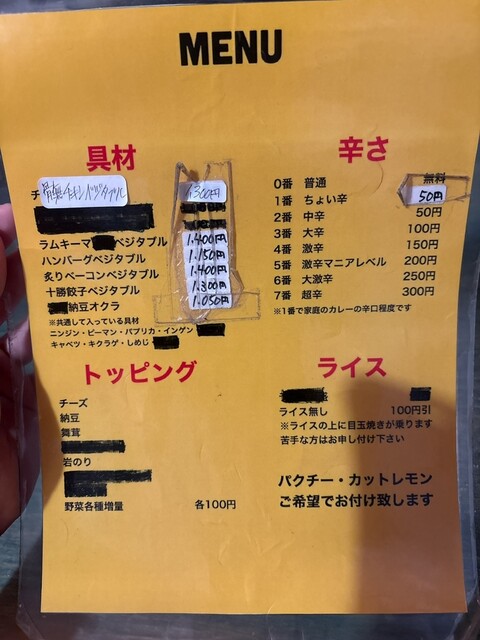 MENU
具材
チキンベジタブル 1,300円
ラムキーマ ベジタブル 1,400円
ハンバーグベジタブル 1,150円
炙りベーコンベジタブル 1,400円
十勝餃子ベジタブル 1,300円
納豆オクラ 1,050円
※共通して入っている具材
ニンジン・ピーマン・パプリカ・インゲン
キャベツ・キクラゲ・しめじ・
辛さ
0番 普通 無料
1番 ちょい辛 50円
2番 中辛 50円
3番 大辛 100円
4番 激辛 150円
5番 激辛マニアレベル 200円
6番 大激辛 250円
7番 超辛 300円
※1番で家庭のカレーの辛口程度です
トッピング
チーズ
納豆
舞茸
岩のり
野菜各種増量 各100円
ライス
ライス無し 100円引
※ライスの上に目玉焼きが乗ります
苦手な方はお申し付け下さい
パクチー・カットレモン
ご希望でお付け致します